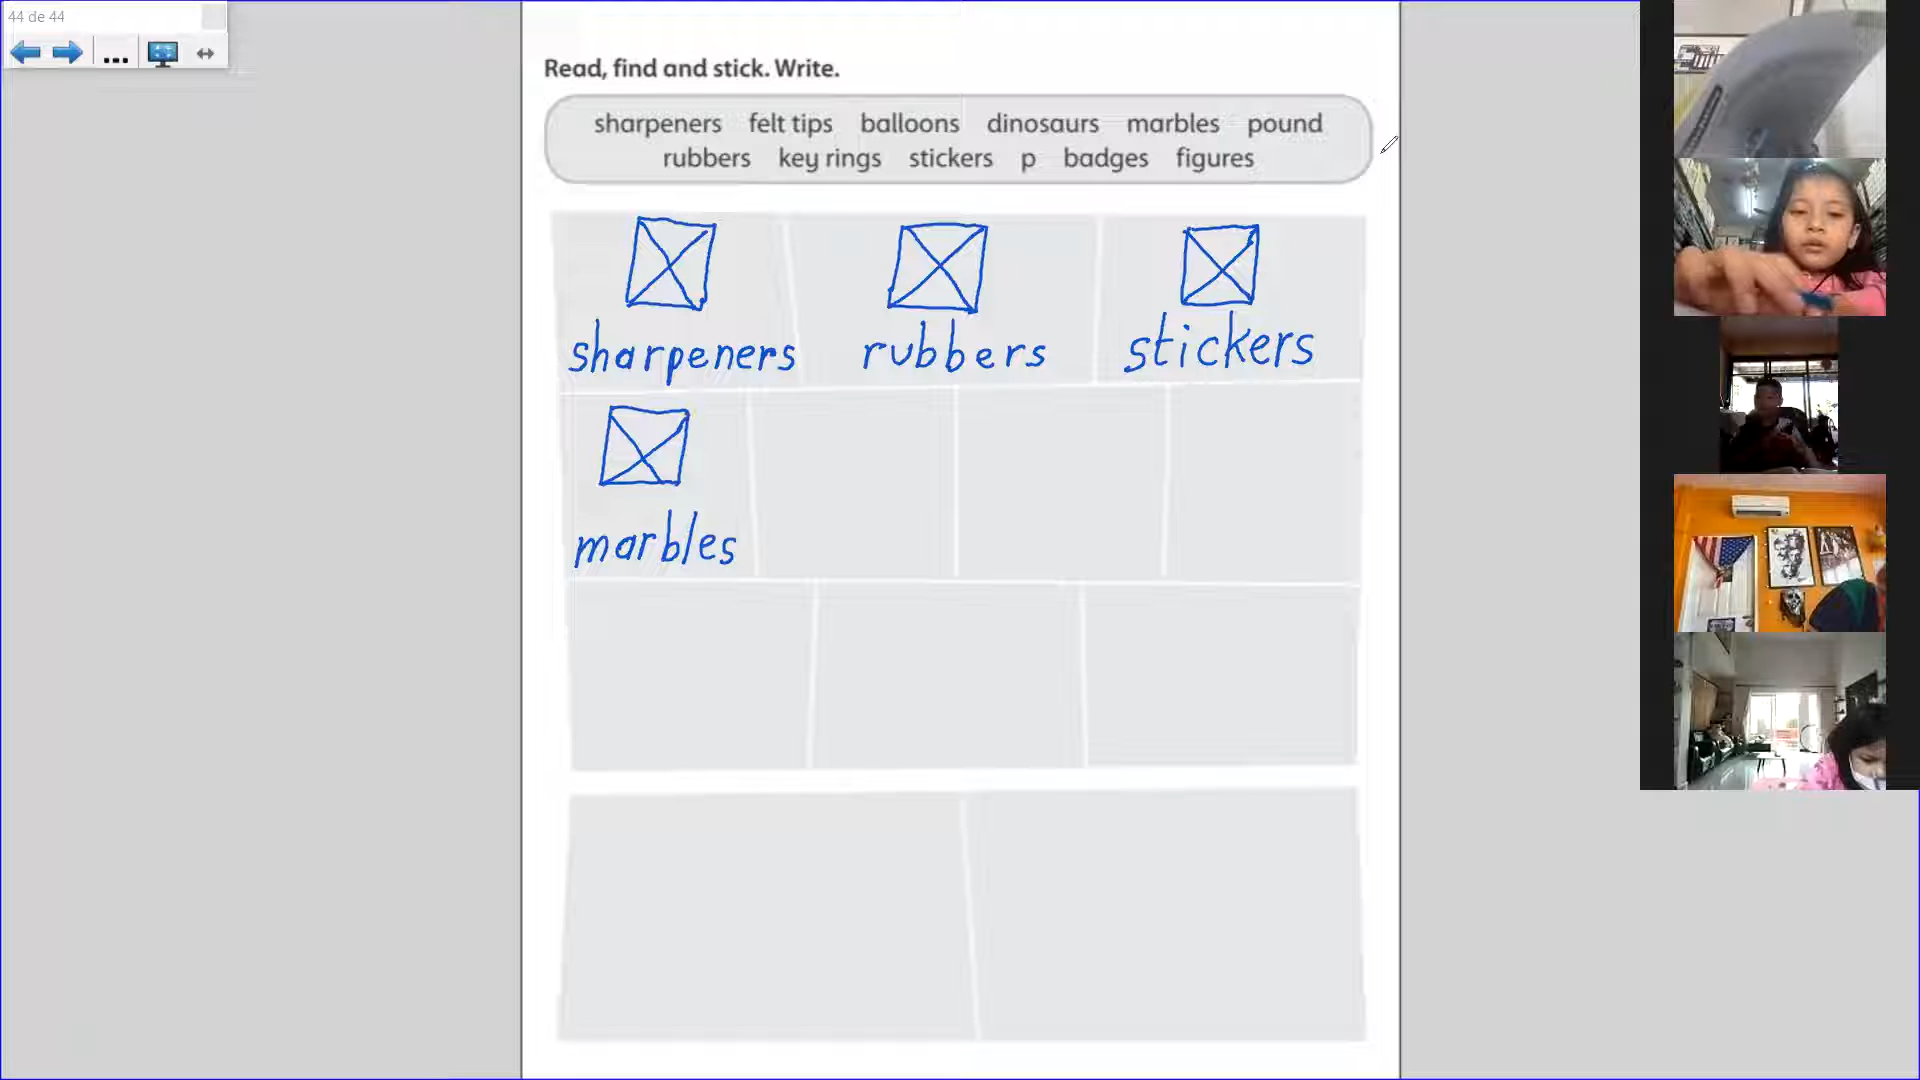 44 de 44
Read, find and stick. Write.
sharpeners felt tips balloons dinosaurs marbles pound
rubbers key rings stickers p badges figures
sharpeners rubbers stickers
marbles